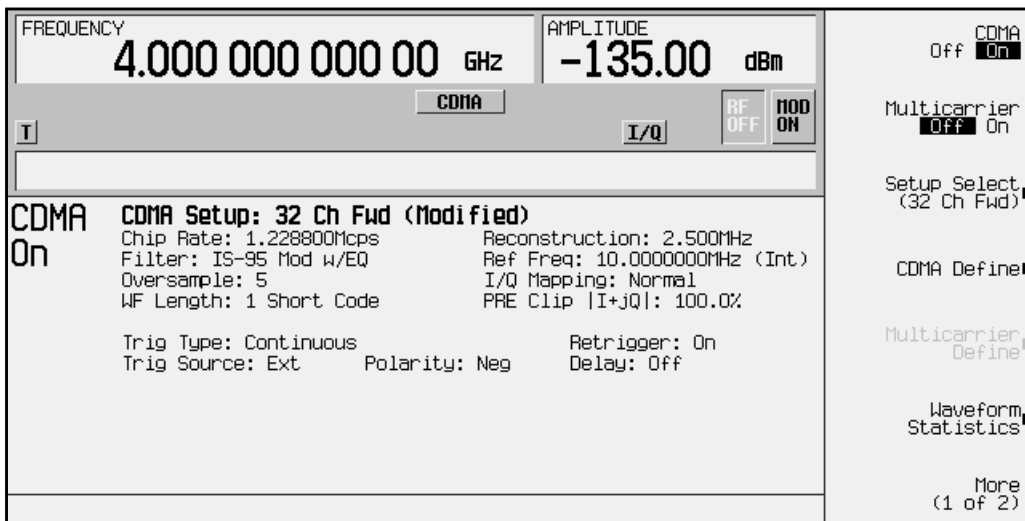 FREQUENCY
4.000 000 000 00 GHz
AMPLITUDE
-135.00 dBm
CDMA
T
I/Q
RF OFF
MOD ON
CDMA On
CDMA Setup: 32 Ch Fwd (Modified)
Chip Rate: 1.228800Mcps
Reconstruction: 2.500MHz
Filter: IS-95 Mod w/EQ
Ref Freq: 10.0000000MHz (Int)
Oversample: 5
I/Q Mapping: Normal
WF Length: 1 Short Code
PRE Clip |I+jQ|: 100.0%
Trig Type: Continuous
Retrigger: On
Trig Source: Ext
Polarity: Neg
Delay: Off
CDMA
Off On
Multicarrier
Off On
Setup Select
(32 Ch Fwd)
CDMA Define
Multicarrier
Define
Waveform
Statistics
More
(1 of 2)